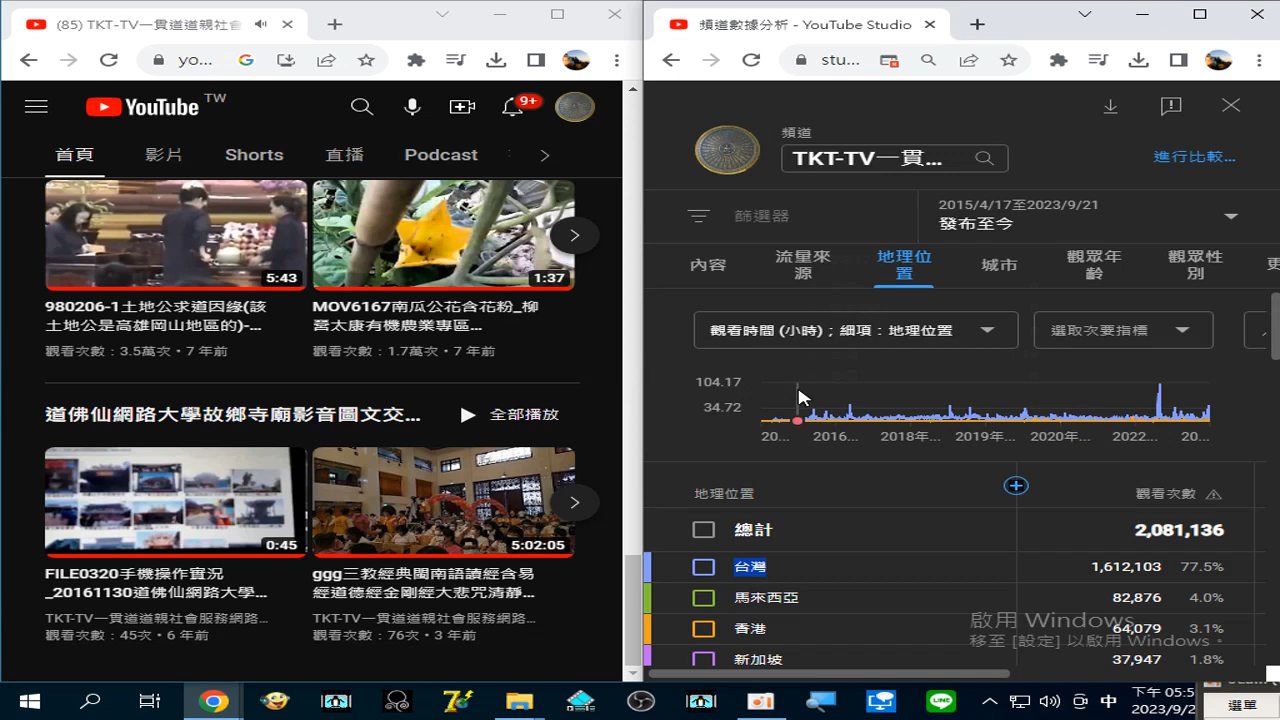 (85) TKT-TV一貫道道親社會
yo...
YouTube TW
9+
首頁
影片
Shorts
直播
Podcast
5:43
1:37
980206-1土地公求道因緣(該
土地公是高雄岡山地區的)-...
觀看次數：3.5萬次・7 年前
MOV6167南瓜公花含花粉_柳
營太康有機農業專區...
觀看次數：1.7萬次・7 年前
道佛仙網路大學故鄉寺廟影音圖文交...
全部播放
0:45
5:02:05
FILE0320手機操作實況
_20161130道佛仙網路大學...
TKT-TV一貫道道親社會服務網路...
觀看次數：45次・6 年前
ggg三教經典閩南語讀經含易
經道德經金剛經大悲咒清靜...
TKT-TV一貫道道親社會服務網路...
觀看次數：76次・3 年前
頻道數據分析 - YouTube Studio
stu...
頻道
TKT-TV一貫...
進行比較...
篩選器
2015/4/17至2023/9/21
發布至今
內容
流量來
源
地理位
置
城市
觀眾年
齡
觀眾性
別
更
觀看時間 (小時)；細項：地理位置
選取次要指標
104.17
34.72
20...
2016...
2018年...
2019年...
2020年...
2022...
20...
地理位置
觀看次數
總計
2,081,136
台灣
1,612,103 77.5%
馬來西亞
82,876 4.0%
香港
64,079 3.1%
新加坡
37,947 1.8%
啟用 Windows
移至 [設定] 以啟用 Windows。
中
下午 05:5
2023/9/2
選單
LINE